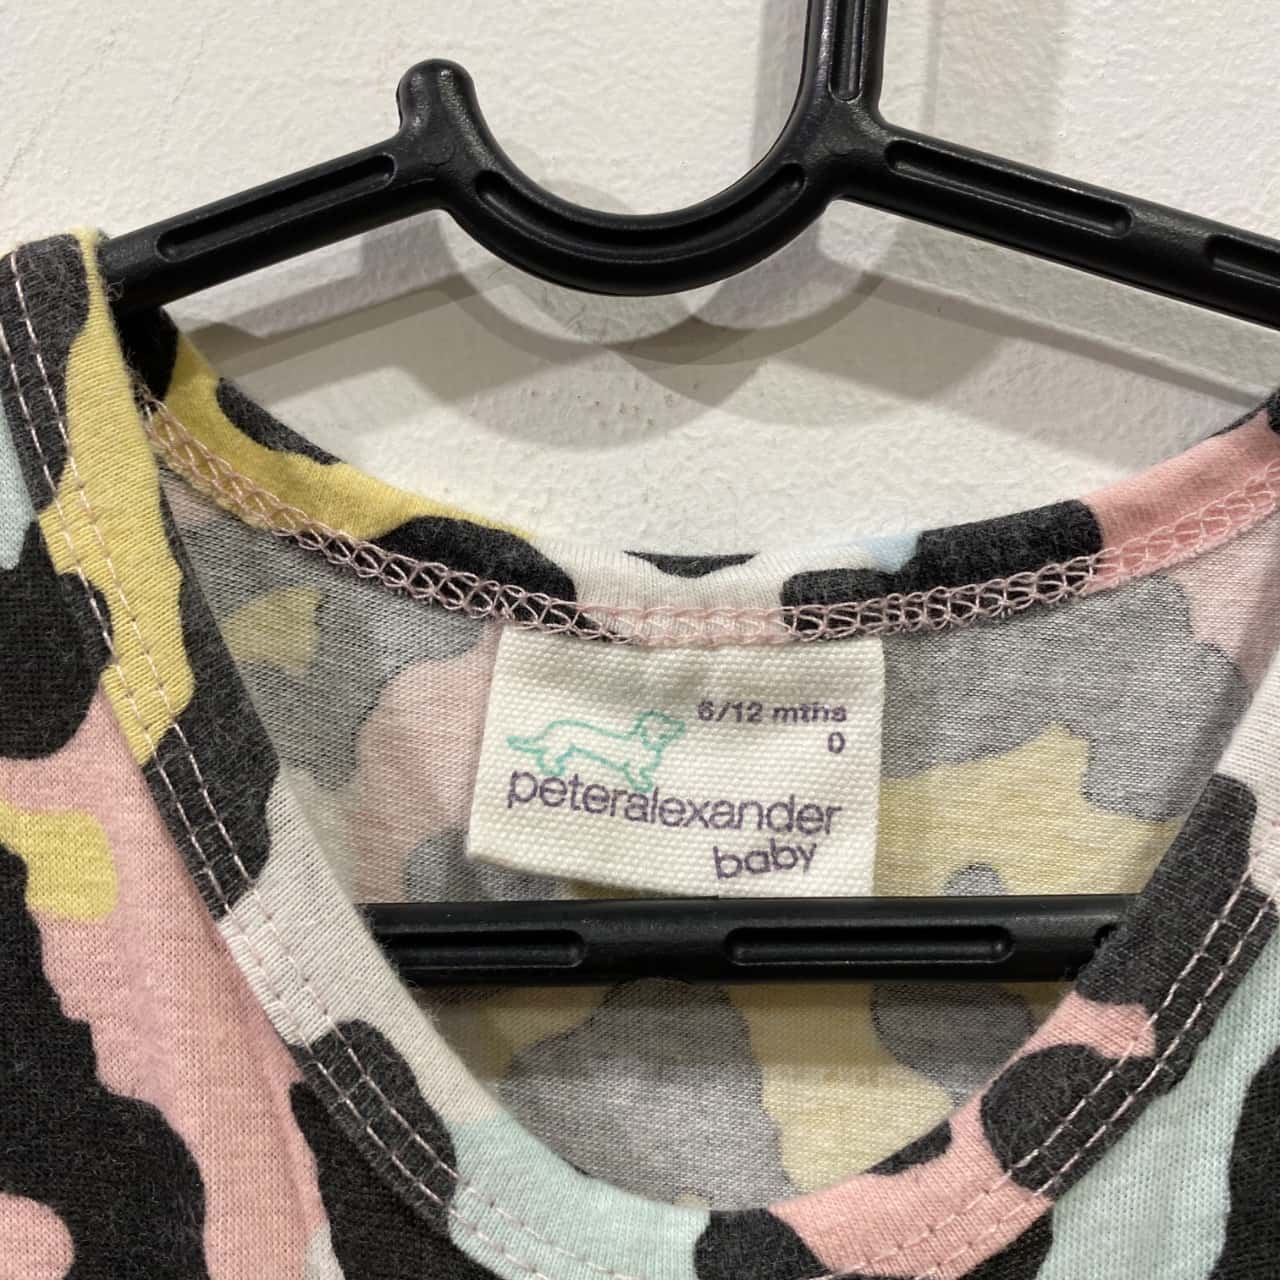 6/12 mths
0
peteralexander
baby